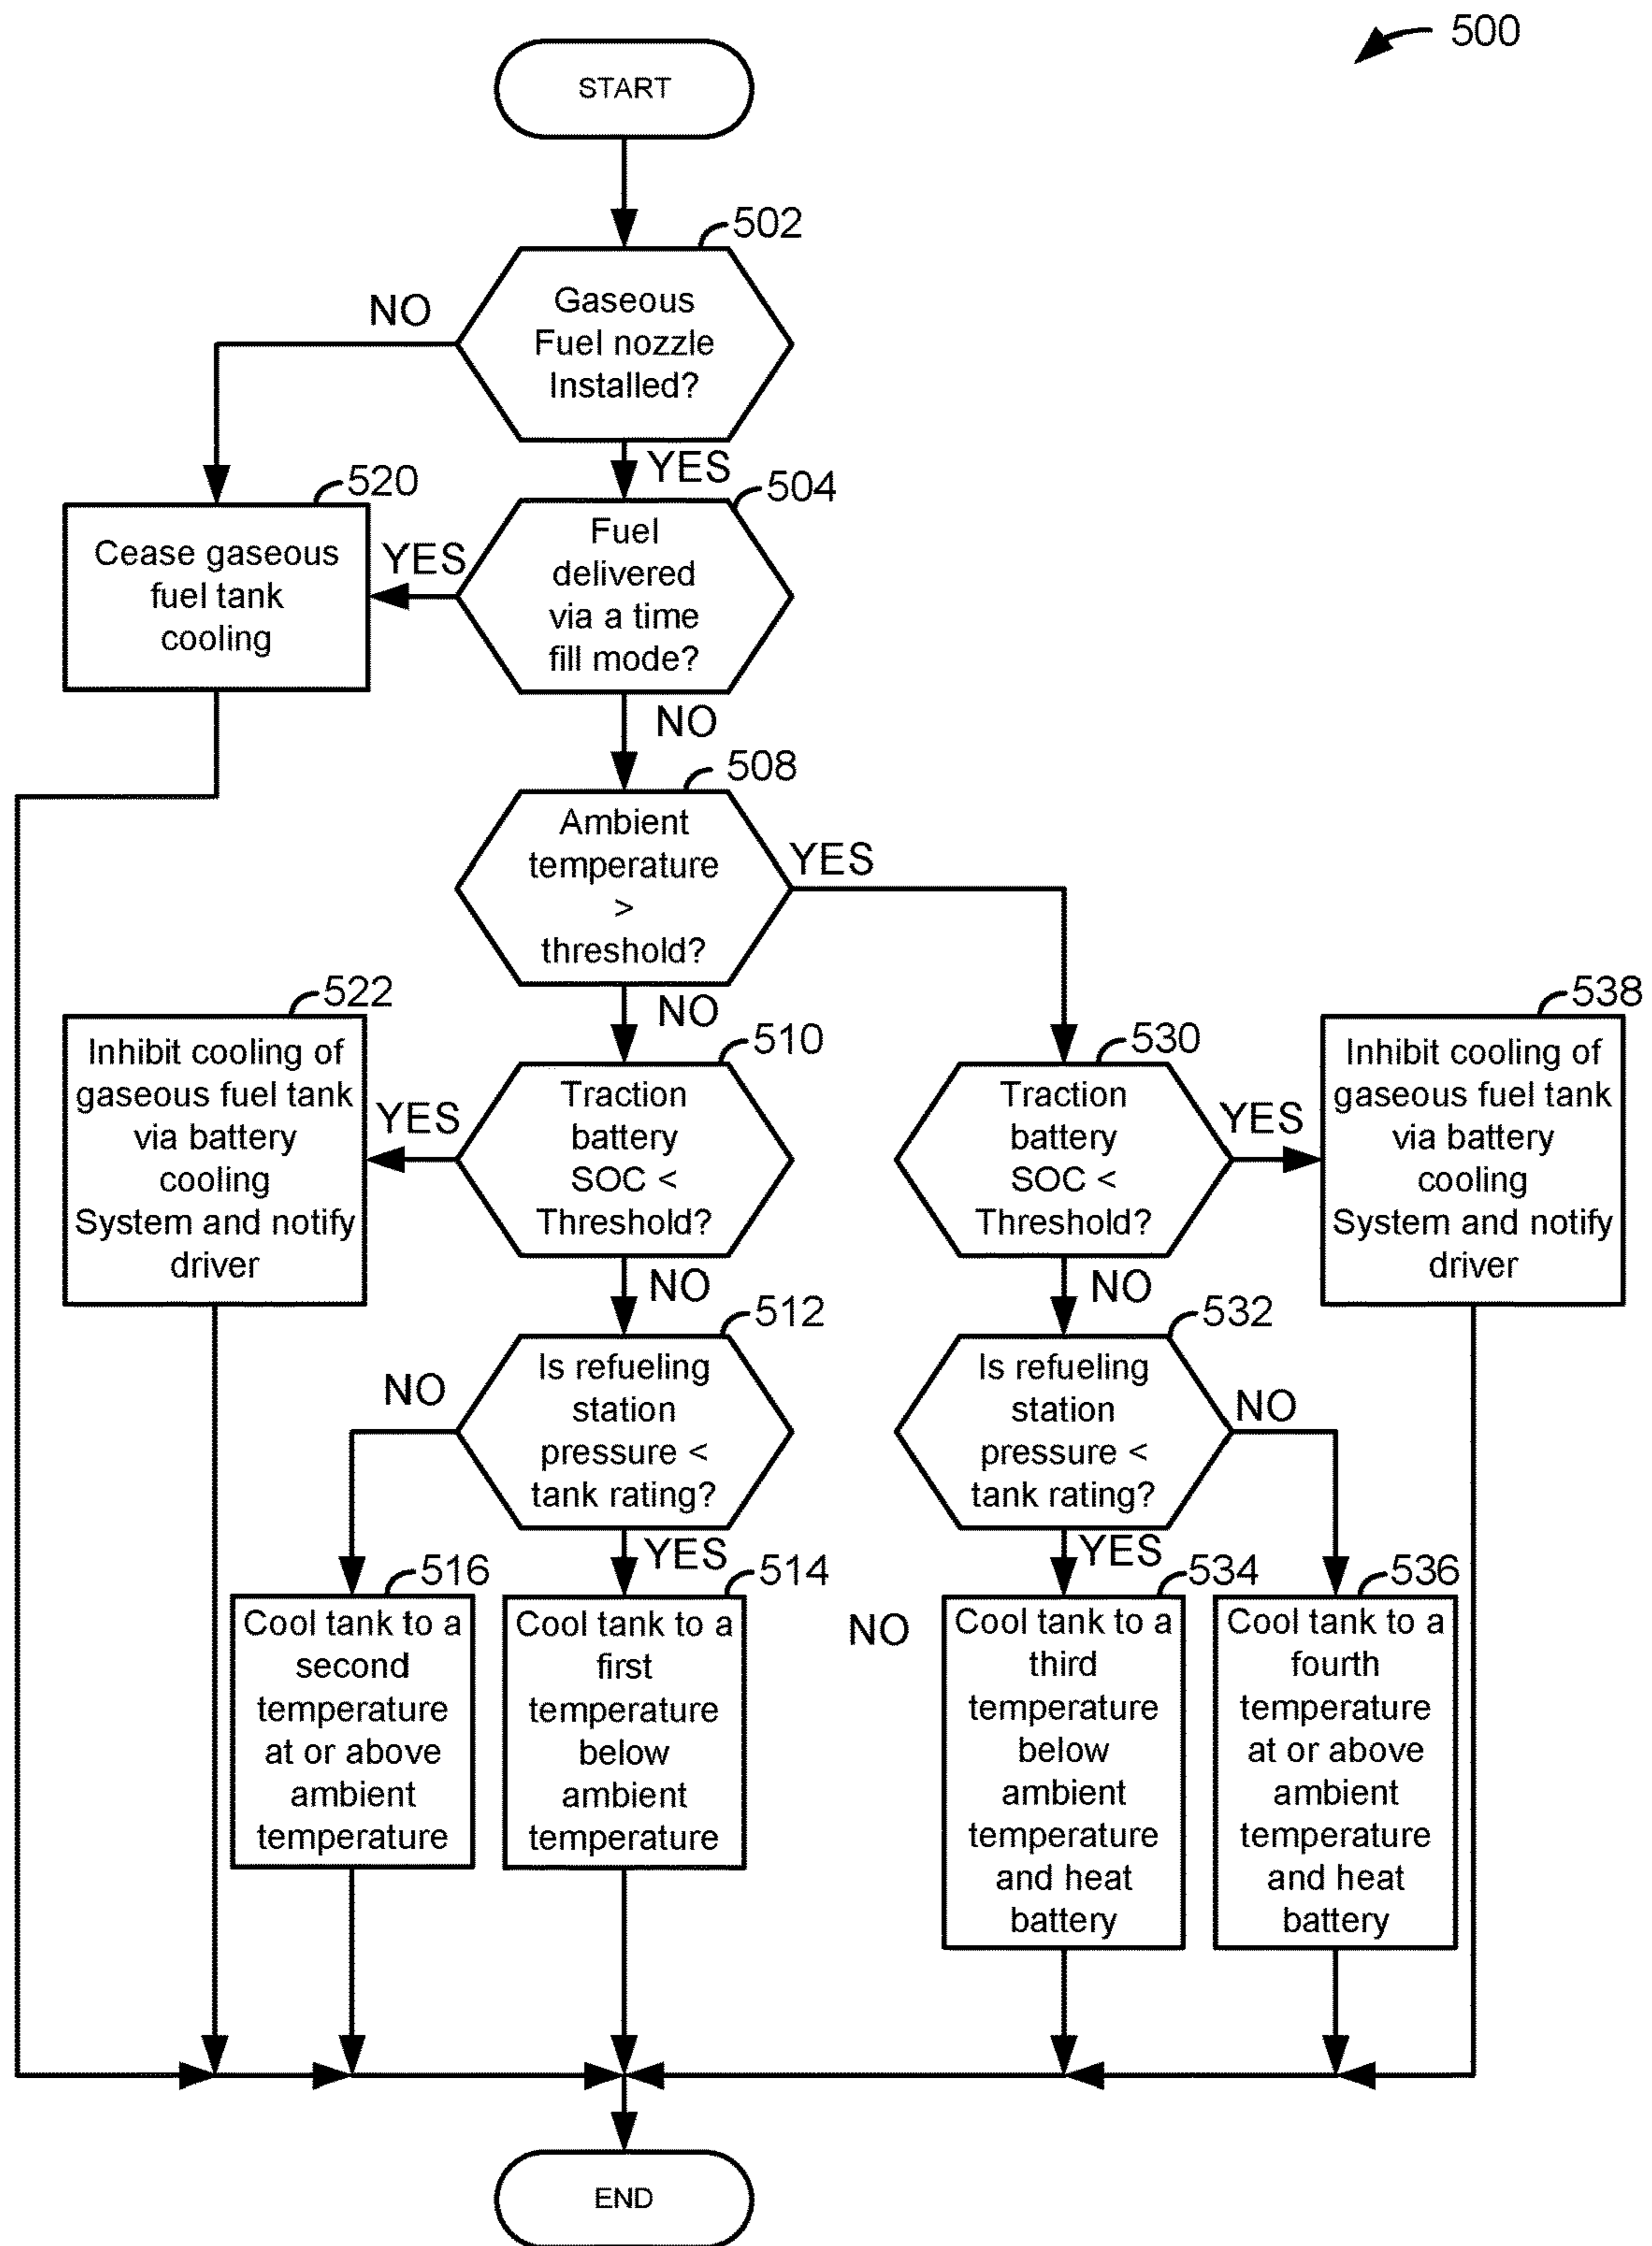 500
START
502
Gaseous
Fuel nozzle
Installed?
NO
YES
520
Cease gaseous
fuel tank
cooling
504
Fuel
delivered
via a time
fill mode?
YES
NO
508
Ambient
temperature
>
threshold?
YES
NO
522
Inhibit cooling of
gaseous fuel tank
via battery
cooling
System and notify
driver
510
Traction
battery
SOC <
Threshold?
YES
NO
530
Traction
battery
SOC <
Threshold?
YES
NO
538
Inhibit cooling of
gaseous fuel tank
via battery
cooling
System and notify
driver
512
Is refueling
station
pressure <
tank rating?
NO
YES
532
Is refueling
station
pressure <
tank rating?
NO
YES
516
Cool tank to a
second
temperature
at or above
ambient
temperature
514
Cool tank to a
first
temperature
below
ambient
temperature
NO
534
Cool tank to a
third
temperature
below
ambient
temperature
and heat
battery
536
Cool tank to a
fourth
temperature
at or above
ambient
temperature
and heat
battery
END